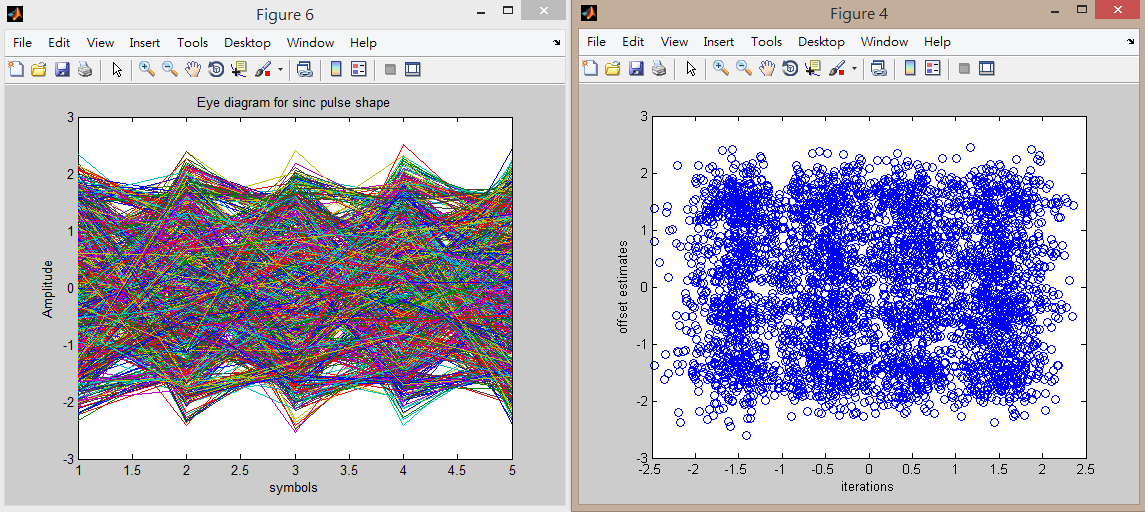 Figure 6
File Edit View Insert Tools Desktop Window Help
Eye diagram for sinc pulse shape
3
2
1
0
-1
-2
-3
Amplitude
1 1.5 2 2.5 3 3.5 4 4.5 5
symbols
Figure 4
File Edit View Insert Tools Desktop Window Help
3
2
1
0
-1
-2
-3
offset estimates
-2.5 -2 -1.5 -1 -0.5 0 0.5 1 1.5 2 2.5
iterations